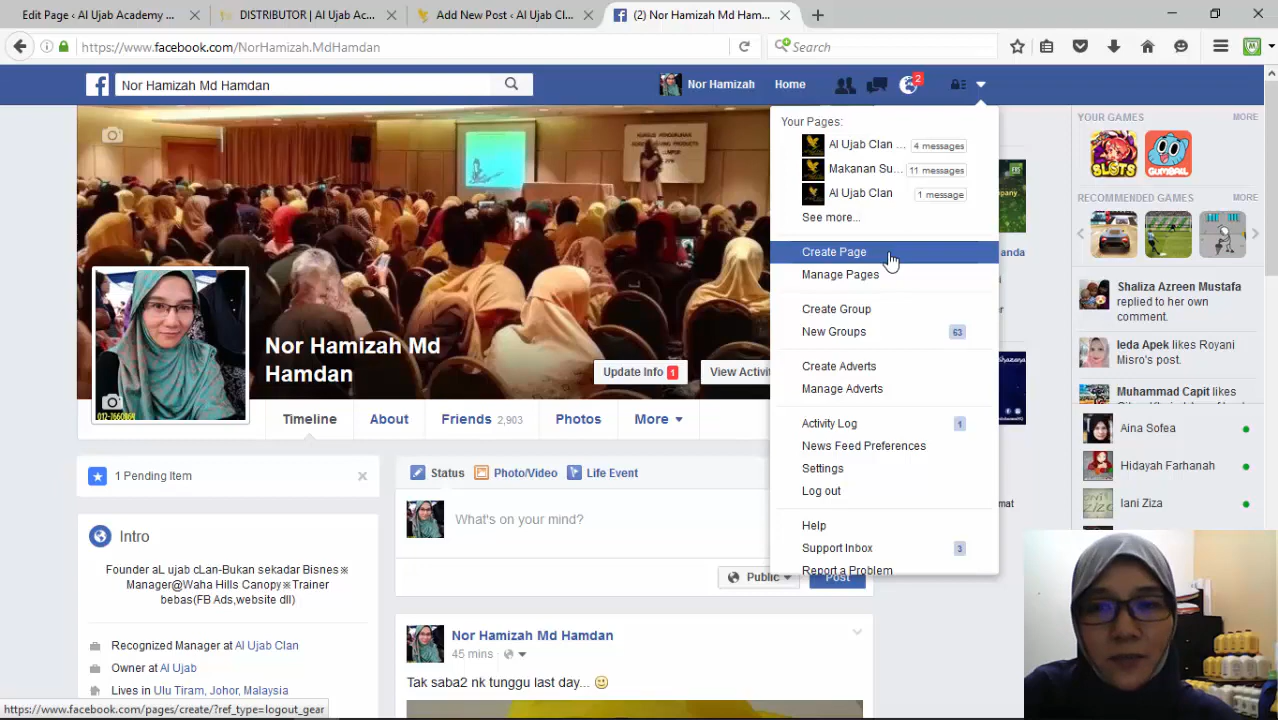 Edit Page ‹ Al Ujab Academy ...
DISTRIBUTOR | Al Uj Ac...
Add New Post ‹ Al Ujab Cl...
(2) Nor Hamizah Md Ham...
https://www.facebook.com/NorHamizah.MdHamdan
Search
Nor Hamizah Md Hamdan
Nor Hamizah
Home
2
Your Pages:
Al Ujab Clan ...
4 messages
Makanan Su...
11 messages
Al Ujab Clan
1 message
See more...
Create Page
Manage Pages
Create Group
New Groups
63
Create Adverts
Manage Adverts
Activity Log
1
News Feed Preferences
Settings
Log out
Help
Support Inbox
3
Report a Problem
YOUR GAMES
MORE
SLOTS
GUMBALL
RECOMMENDED GAMES
MORE
anda
Shaliza Azreen Mustafa
replied to her own
comment.
Ieda Apek likes Royani
Misro's post.
Muhammad Capit likes
Aina Sofea
Hidayah Farhanah
Iani Ziza
Nor Hamizah Md
Hamdan
Update Info 1
View Activit
Timeline
About
Friends 2,903
Photos
More
1 Pending Item
Status
Photo/Video
Life Event
What's on your mind?
Public
Post
Intro
Founder aL ujab cLan-Bukan sekadar Bisnes※
Manager@Waha Hills Canopy※Trainer
bebas(FB Ads,website dll)
Recognized Manager at Al Ujab Clan
Owner at Al Ujab
Lives in Ulu Tiram, Johor, Malaysia
Nor Hamizah Md Hamdan
45 mins
Tak saba2 nk tunggu last day...
https://www.facebook.com/pages/create/?ref_type=logout_gear